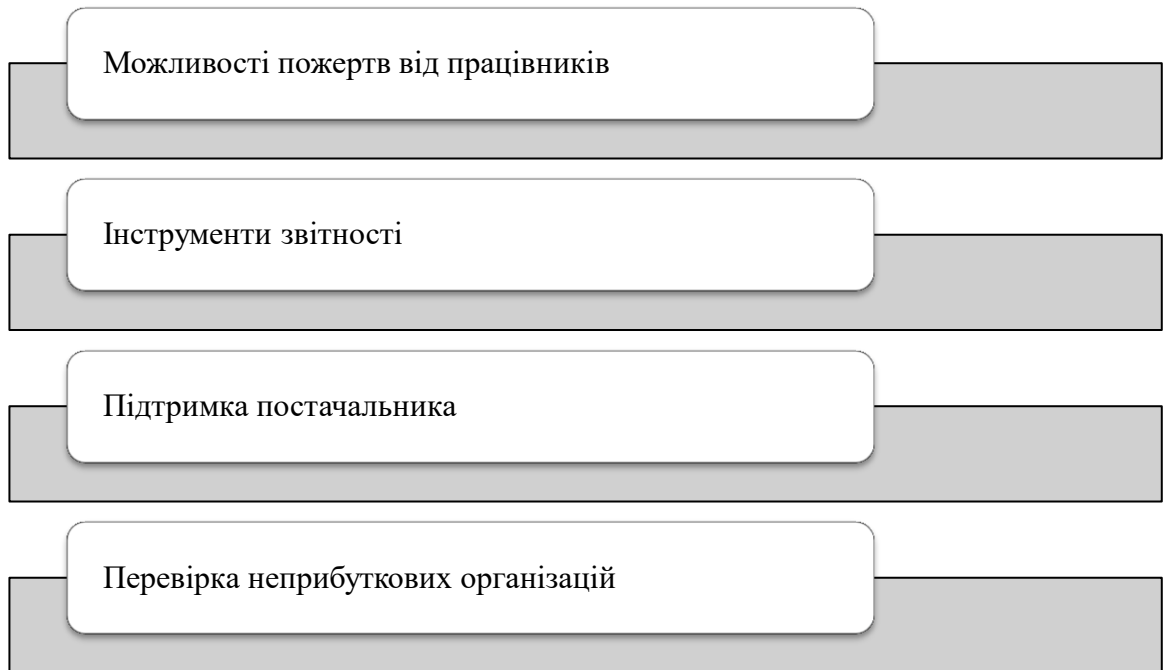 Можливості пожертв від працівників
Інструменти звітності
Підтримка постачальника
Перевірка неприбуткових організацій